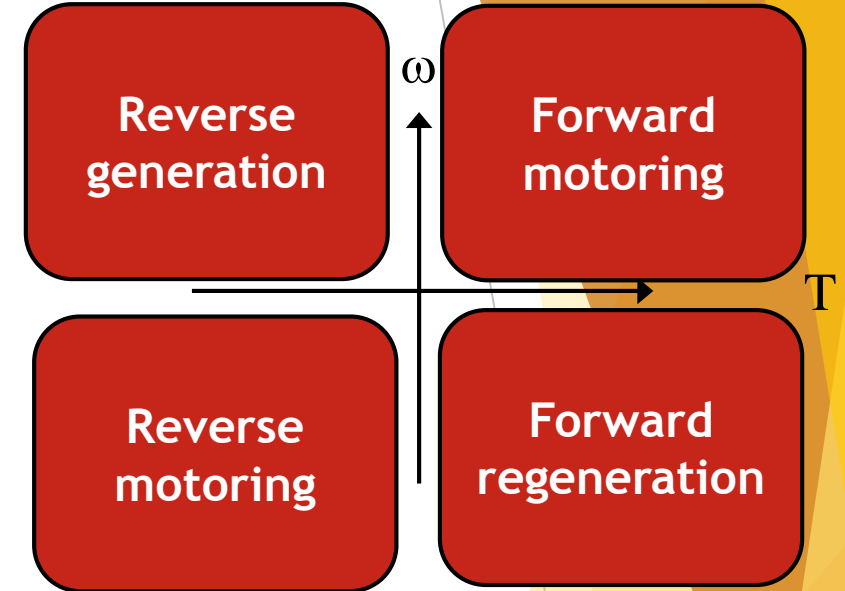 Reverse
generation
ω
Forward
motoring
T
Reverse
motoring
Forward
regeneration